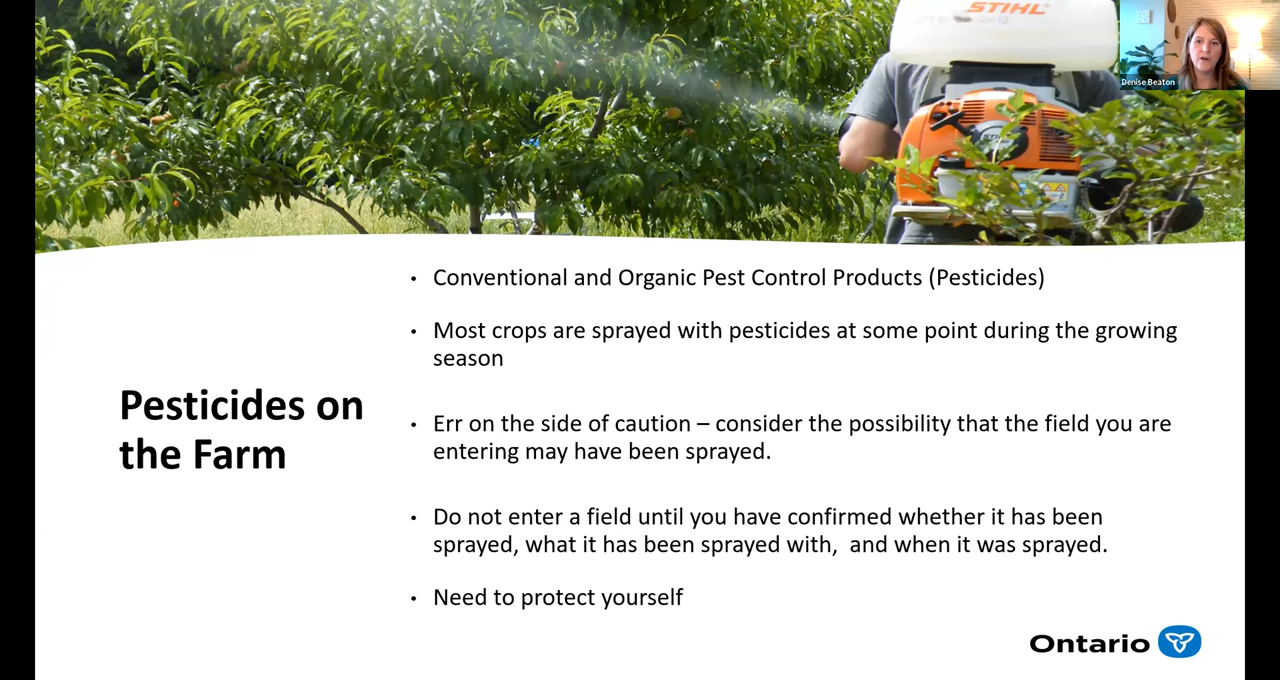 STIHL
STIHL
Denise Beaton
Pesticides on
the Farm
• Conventional and Organic Pest Control Products (Pesticides)
• Most crops are sprayed with pesticides at some point during the growing
season
• Err on the side of caution – consider the possibility that the field you are
entering may have been sprayed.
• Do not enter a field until you have confirmed whether it has been
sprayed, what it has been sprayed with,  and when it was sprayed.
• Need to protect yourself
Ontario